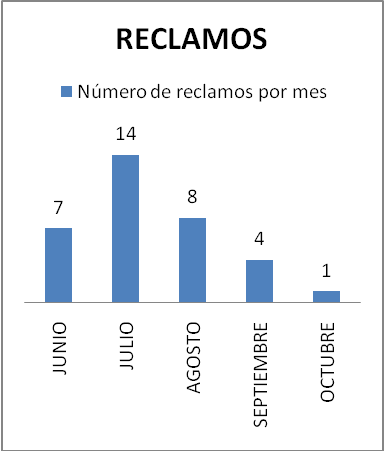 RECLAMOS
Número de reclamos por mes
7
14
8
4
1
JUNIO
JULIO
AGOSTO
SEPTIEMBRE
OCTUBRE